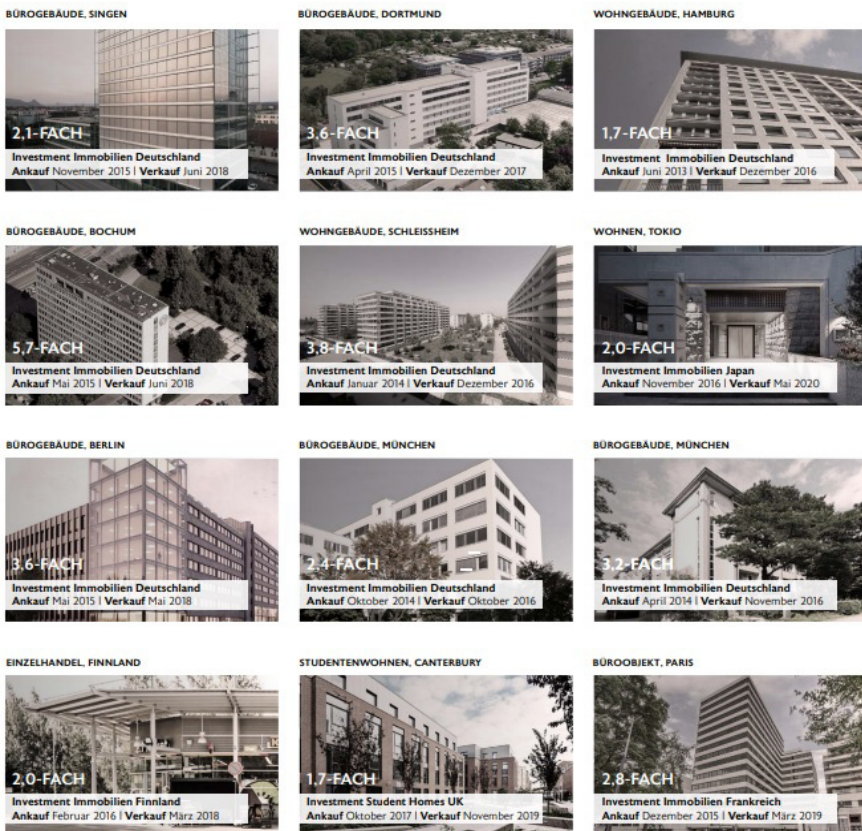 BÜROGEBÄUDE, SINGEN
2,1-FACH
Investment Immobilien Deutschland
Ankauf November 2015 | Verkauf Juni 2018
BÜROGEBÄUDE, DORTMUND
3,6-FACH
Investment Immobilien Deutschland
Ankauf April 2015 | Verkauf Dezember 2017
WOHNGEBÄUDE, HAMBURG
1,7-FACH
Investment Immobilien Deutschland
Ankauf Juni 2013 | Verkauf Dezember 2016
BÜROGEBÄUDE, BOCHUM
5,7-FACH
Investment Immobilien Deutschland
Ankauf Mai 2015 | Verkauf Juni 2018
WOHNGEBÄUDE, SCHLEISSHEIM
3,8-FACH
Investment Immobilien Deutschland
Ankauf Januar 2014 | Verkauf Dezember 2016
WOHNEN, TOKIO
2,0-FACH
Investment Immobilien Japan
Ankauf November 2016 | Verkauf Mai 2020
BÜROGEBÄUDE, BERLIN
3,6-FACH
Investment Immobilien Deutschland
Ankauf Mai 2015 | Verkauf Mai 2018
BÜROGEBÄUDE, MÜNCHEN
2,4-FACH
Investment Immobilien Deutschland
Ankauf Oktober 2014 | Verkauf Oktober 2016
BÜROGEBÄUDE, MÜNCHEN
3,2-FACH
Investment Immobilien Deutschland
Ankauf April 2014 | Verkauf November 2016
EINZELHANDEL, FINNLAND
2,0-FACH
Investment Immobilien Finnland
Ankauf Februar 2016 | Verkauf März 2018
STUDENTENWOHNEN, CANTERBURY
1,7-FACH
Investment Student Homes UK
Ankauf Oktober 2017 | Verkauf November 2019
BÜROOBJEKT, PARIS
2,8-FACH
Investment Immobilien Frankreich
Ankauf Dezember 2015 | Verkauf März 2019